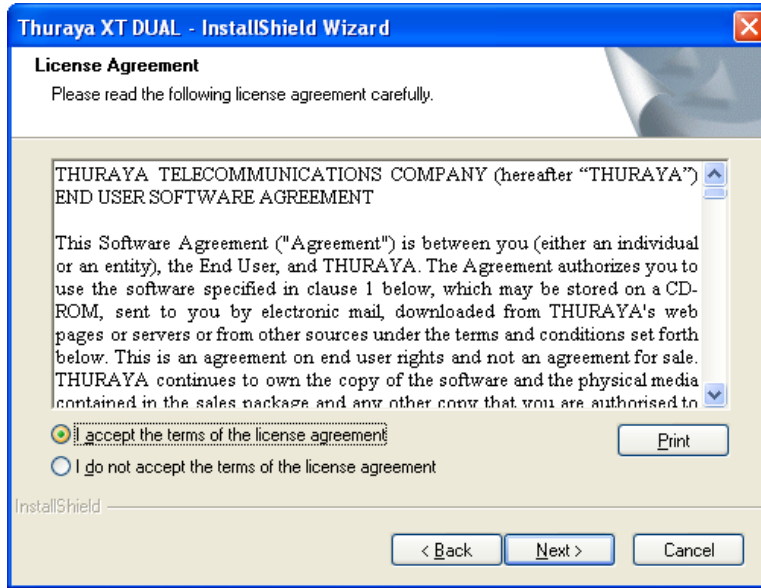 Thuraya XT DUAL - InstallShield Wizard
License Agreement
Please read the following license agreement carefully.
THURAYA TELECOMMUNICATIONS COMPANY (hereafter “THURAYA”)
END USER SOFTWARE AGREEMENT
This Software Agreement ("Agreement") is between you (either an individual
or an entity), the End User, and THURAYA. The Agreement authorizes you to
use the software specified in clause 1 below, which may be stored on a CD-
ROM, sent to you by electronic mail, downloaded from THURAYA's web
pages or servers or from other sources under the terms and conditions set forth
below. This is an agreement on end user rights and not an agreement for sale.
THURAYA continues to own the copy of the software and the physical media
contained in the sales package and any other copy that you are authorised to
I accept the terms of the license agreement
Print
I do not accept the terms of the license agreement
InstallShield
< Back
Next >
Cancel